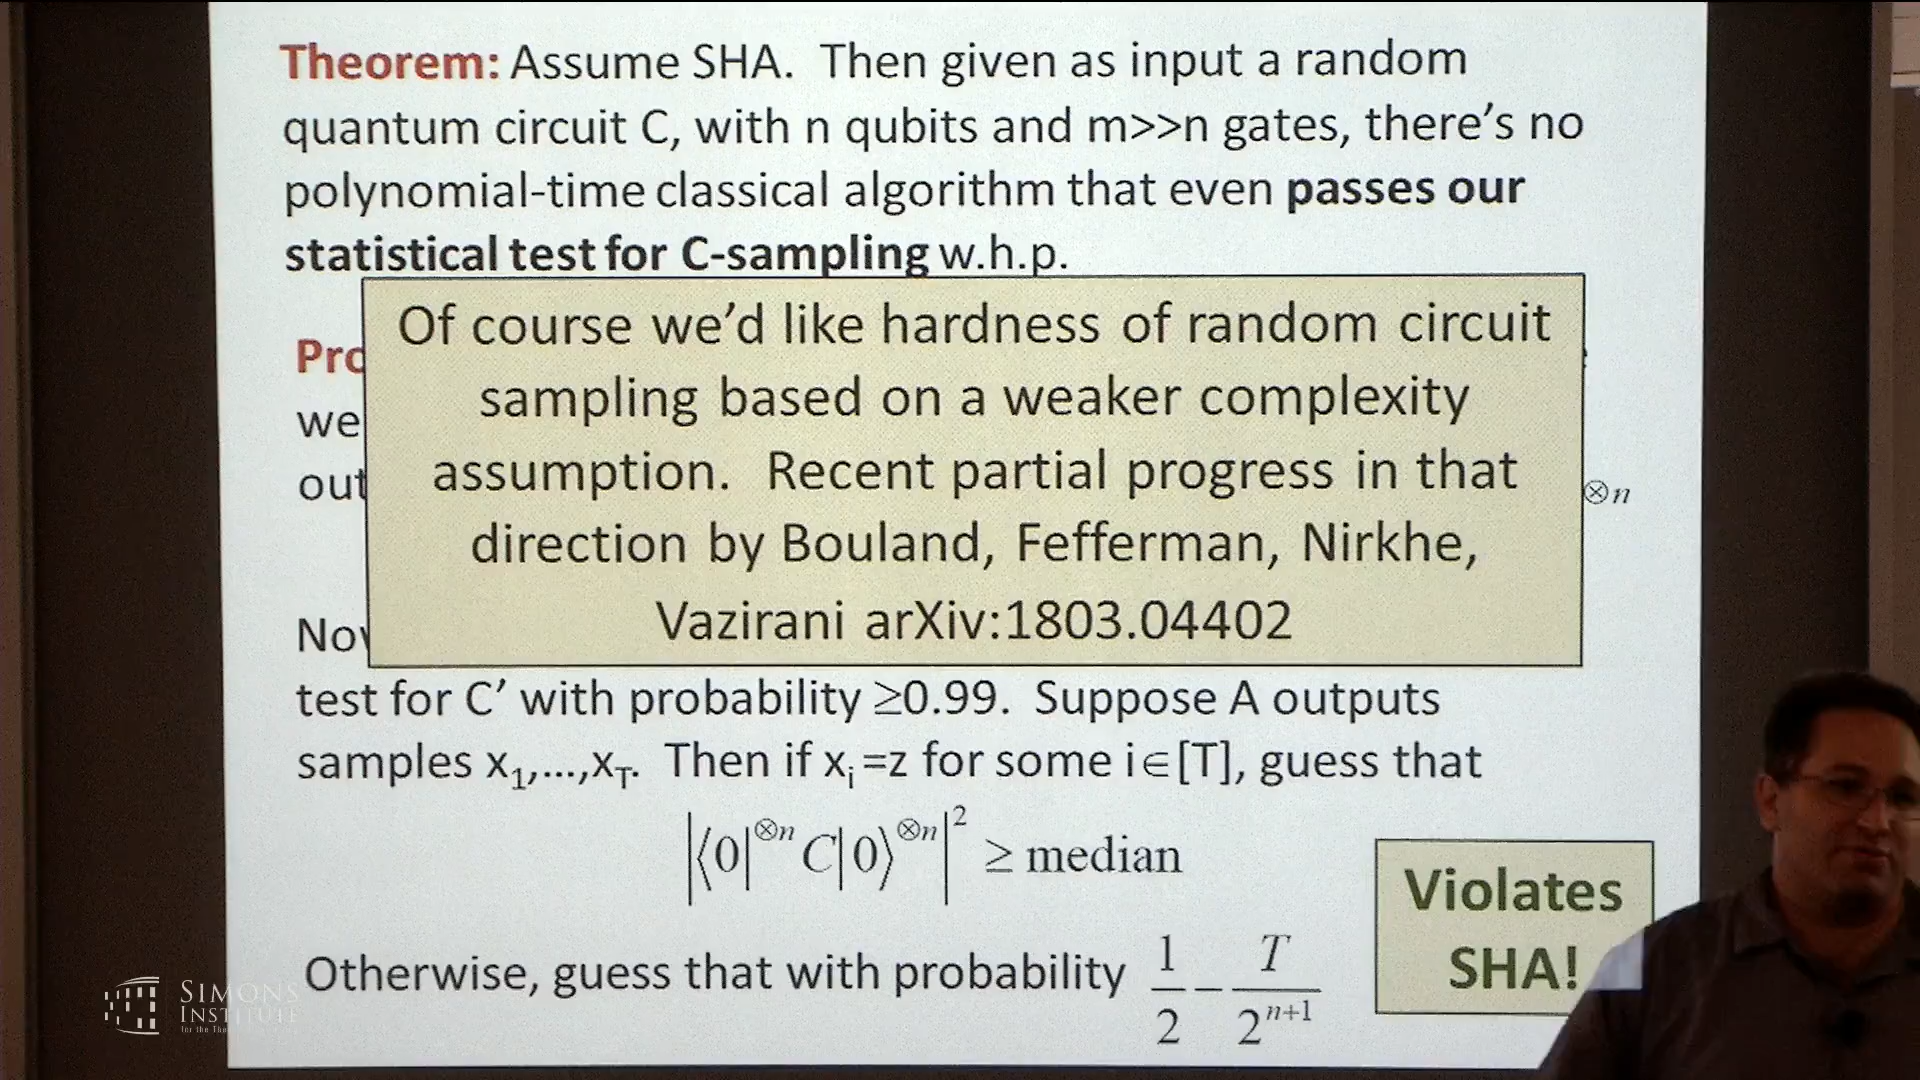 Theorem: Assume SHA. Then given as input a random
quantum circuit C, with n qubits and m>>n gates, there's no
polynomial-time classical algorithm that even passes our
statistical test for C-sampling w.h.p.
Of course we'd like hardness of random circuit
sampling based on a weaker complexity
assumption. Recent partial progress in that
direction by Bouland, Fefferman, Nirkhe,
Vazirani arXiv:1803.04402
we
out
⊗n
test for C’ with probability ≥0.99. Suppose A outputs
samples x₁,...,x_T. Then if xᵢ=z for some i∈[T], guess that
|⟨0|^⊗n C|0⟩^⊗n|² ≥ median
Otherwise, guess that with probability 1/2 − T/2^(n+1)
Violates
SHA!
SIMONS
INSTITUTE
for the